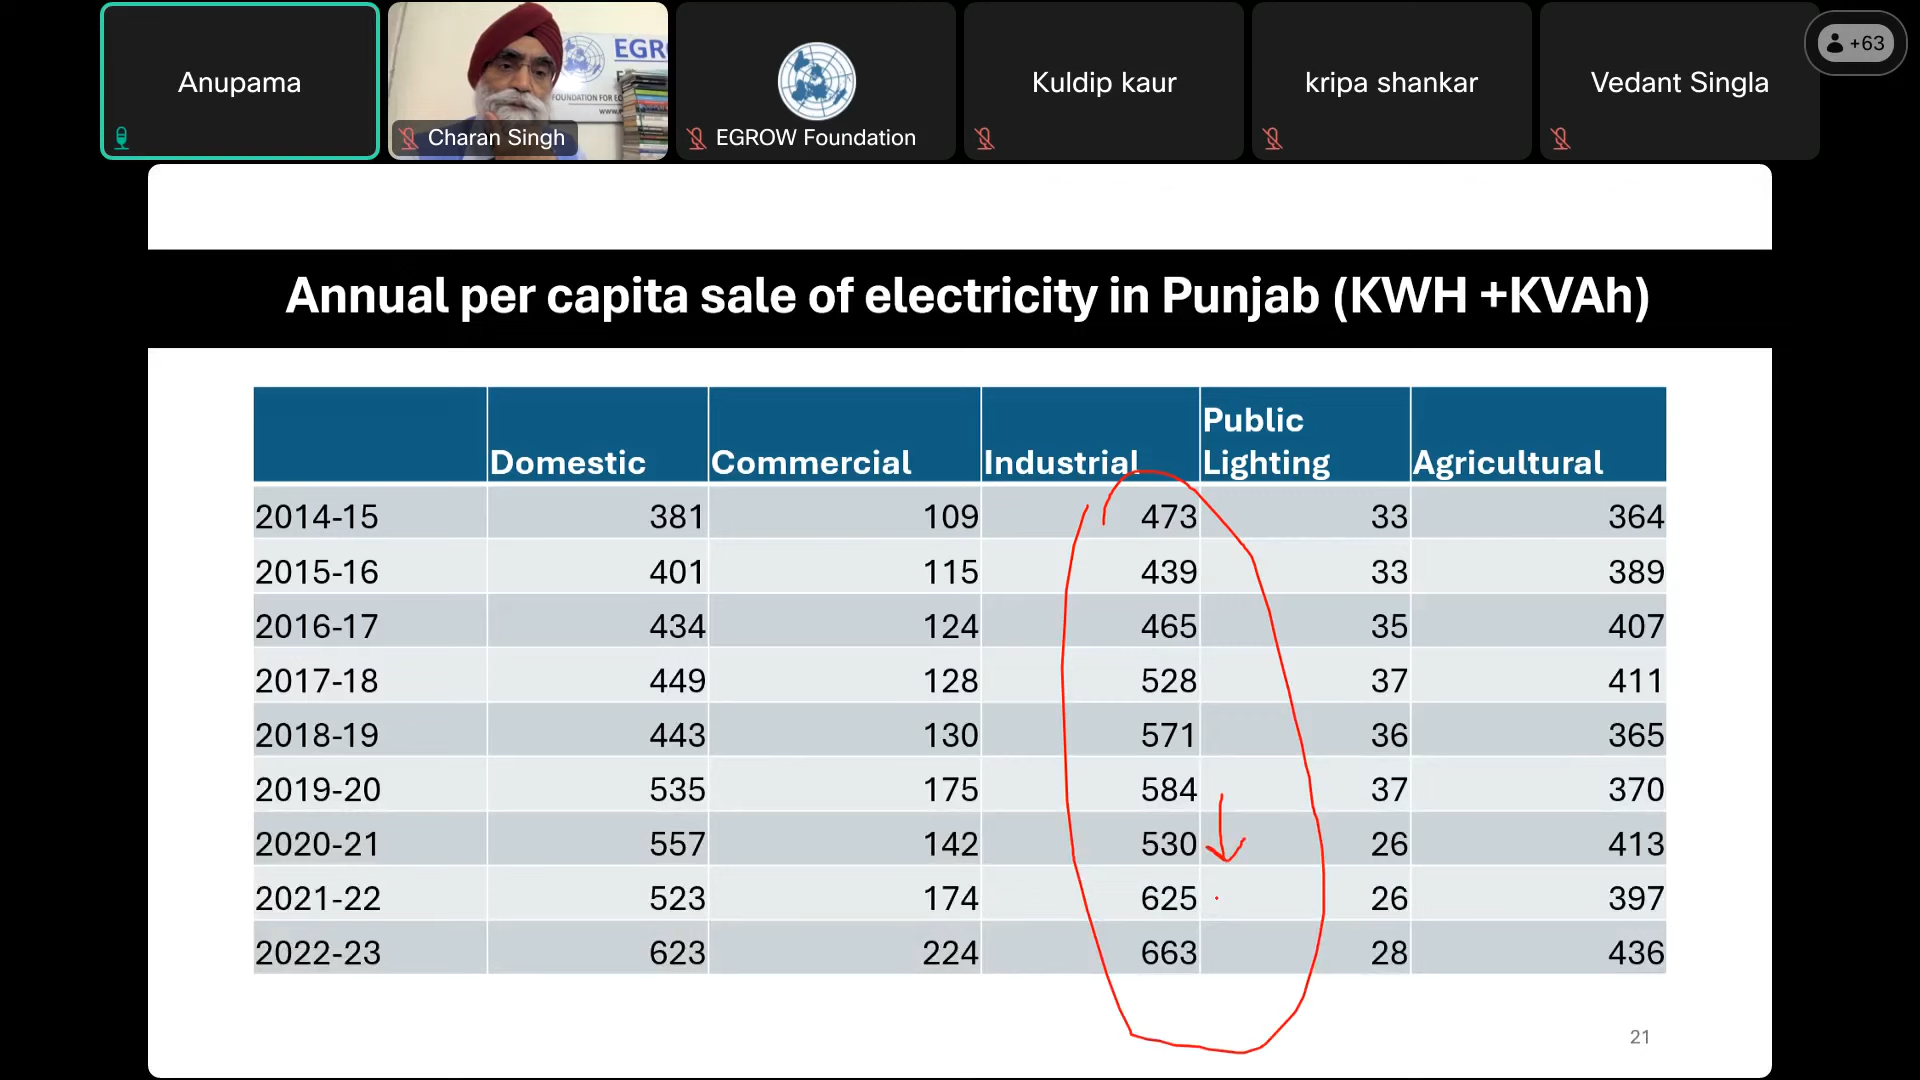 Anupama
EGR
FOUNDATION FOR E
www.
Charan Singh
EGROW Foundation
Kuldip kaur
kripa shankar
Vedant Singla
+63
Annual per capita sale of electricity in Punjab (KWH +KVAh)
Domestic Commercial Industrial Public Lighting Agricultural
2014-15 381 109 473 33 364
2015-16 401 115 439 33 389
2016-17 434 124 465 35 407
2017-18 449 128 528 37 411
2018-19 443 130 571 36 365
2019-20 535 175 584 37 370
2020-21 557 142 530 26 413
2021-22 523 174 625 26 397
2022-23 623 224 663 28 436
21